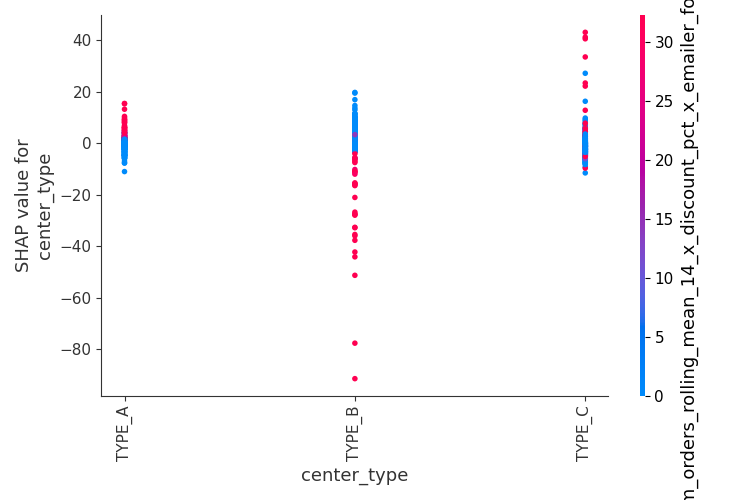 40
20
0
−20
−40
−60
−80
SHAP value for
center_type
TYPE_A
TYPE_B
TYPE_C
center_type
30
25
20
15
10
5
0
m_orders_rolling_mean_14_x_discount_pct_x_emailer_fo